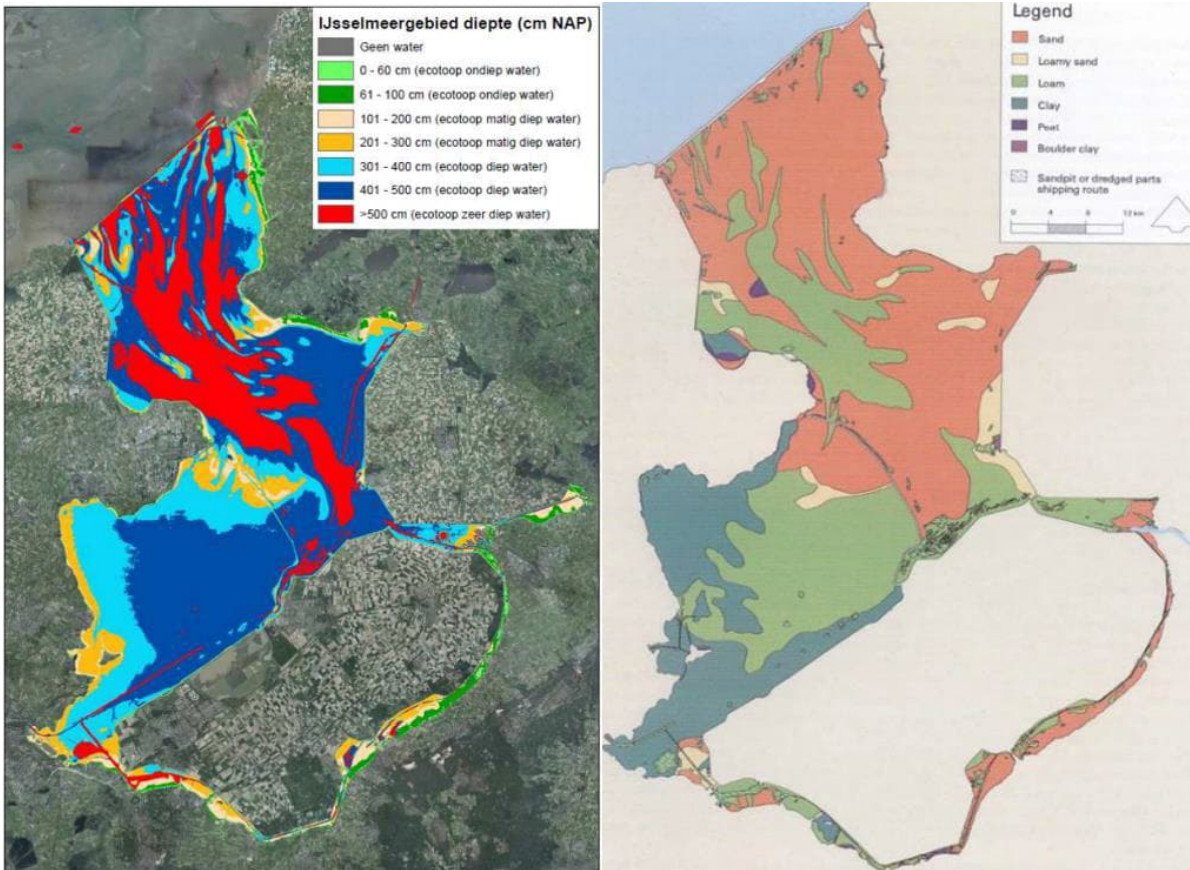 IJsselmeergebied diepte (cm NAP)
Geen water
0 - 60 cm (ecotoop ondiep water)
61 - 100 cm (ecotoop ondiep water)
101 - 200 cm (ecotoop matig diep water)
201 - 300 cm (ecotoop matig diep water)
301 - 400 cm (ecotoop diep water)
401 - 500 cm (ecotoop diep water)
>500 cm (ecotoop zeer diep water)
Legend
Sand
Loamy sand
Loam
Clay
Peat
Boulder clay
Sandpit or dredged parts
shipping route
0 4 8 12 km